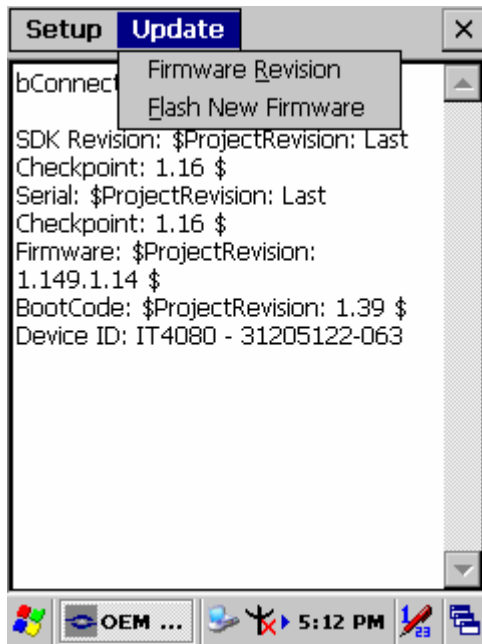 Setup Update
Firmware Revision
bConnect
Flash New Firmware
SDK Revision: $ProjectRevision: Last
Checkpoint: 1.16 $
Serial: $ProjectRevision: Last
Checkpoint: 1.16 $
Firmware: $ProjectRevision:
1.149.1.14 $
BootCode: $ProjectRevision: 1.39 $
Device ID: IT4080 - 31205122-063
OEM ... 5:12 PM 1/23